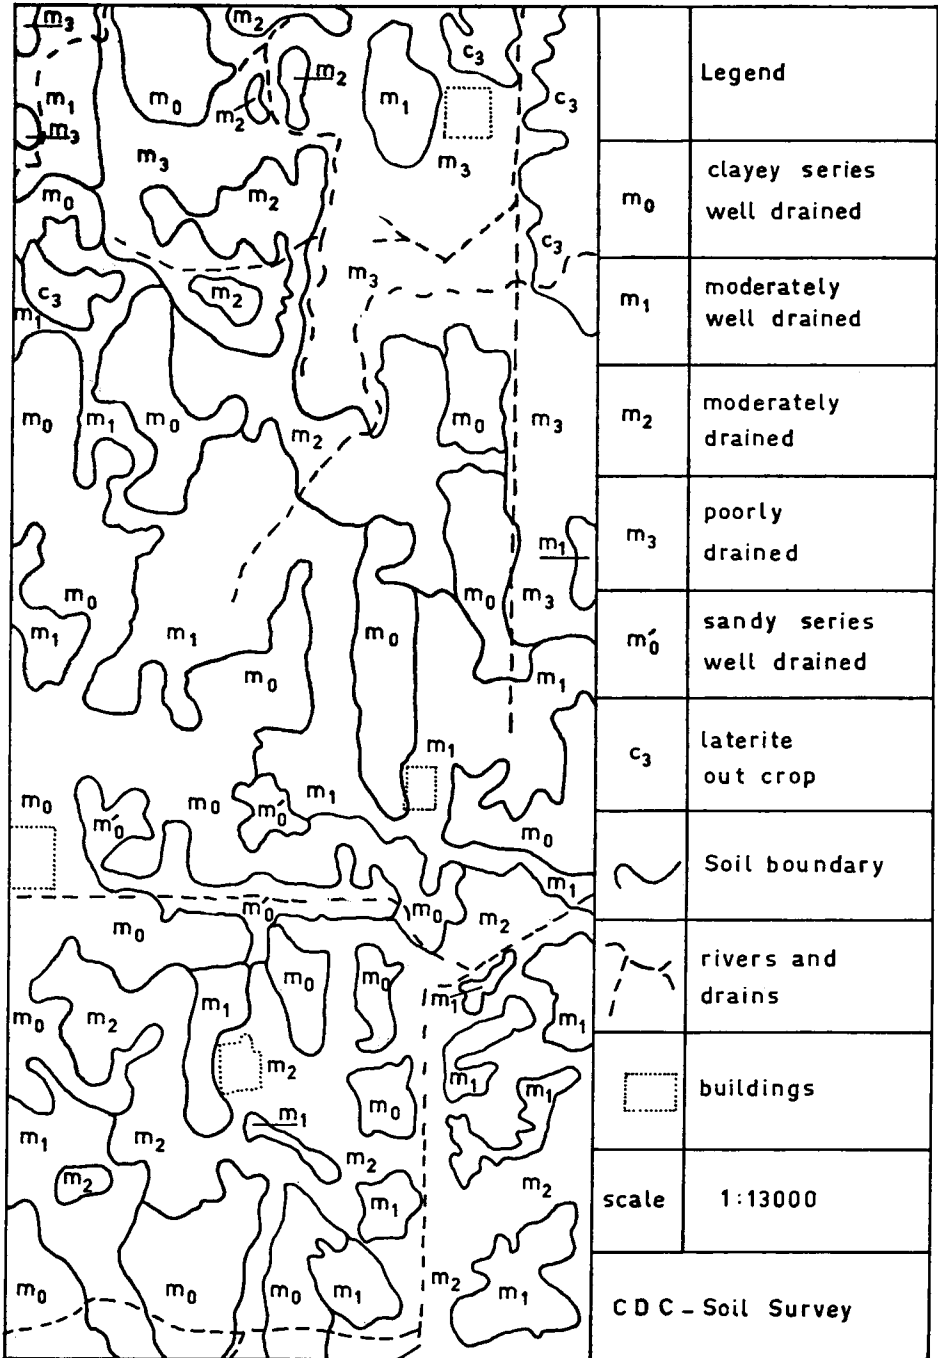 m₃
m₂
c₃
m₂
m₁
m₀
m₁
c₃
m₂
m₃
m₃
m₃
m₀
m₂
c₃
m₃
c₃
m₂
m₁
m₀
m₁
m₀
m₂
m₀
m₃
m₁
m₀
m₀
m₃
m₁
m₁
m₀
m₀
m₁
m₁
m₀
m₀
m₁
m₀́
m₀́
m₀
m₁
m₀́
m₀
m₂
m₀
m₁
m₀
m₀
m₁
m₀
m₂
m₁
m₂
m₁
m₁
m₀
m₁
m₁
m₂
m₂
m₂
m₂
m₁
m₂
m₀
m₀
m₀
m₁
m₁
Legend
m₀ clayey series
well drained
m₁ moderately
well drained
m₂ moderately
drained
m₃ poorly
drained
m₀́ sandy series
well drained
c₃ laterite
out crop
Soil boundary
rivers and
drains
buildings
scale 1:13000
CDC – Soil Survey